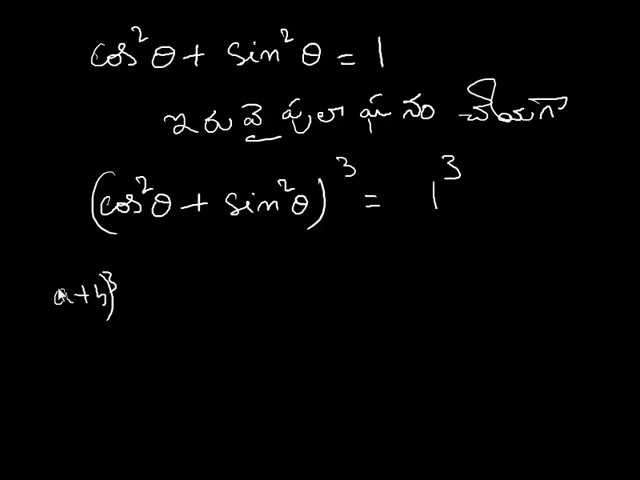 cos²θ + sin²θ = 1
ఇరువైపులా ఘనం చేయగా
(cos²θ + sin²θ)³ = 1³
a+b)³